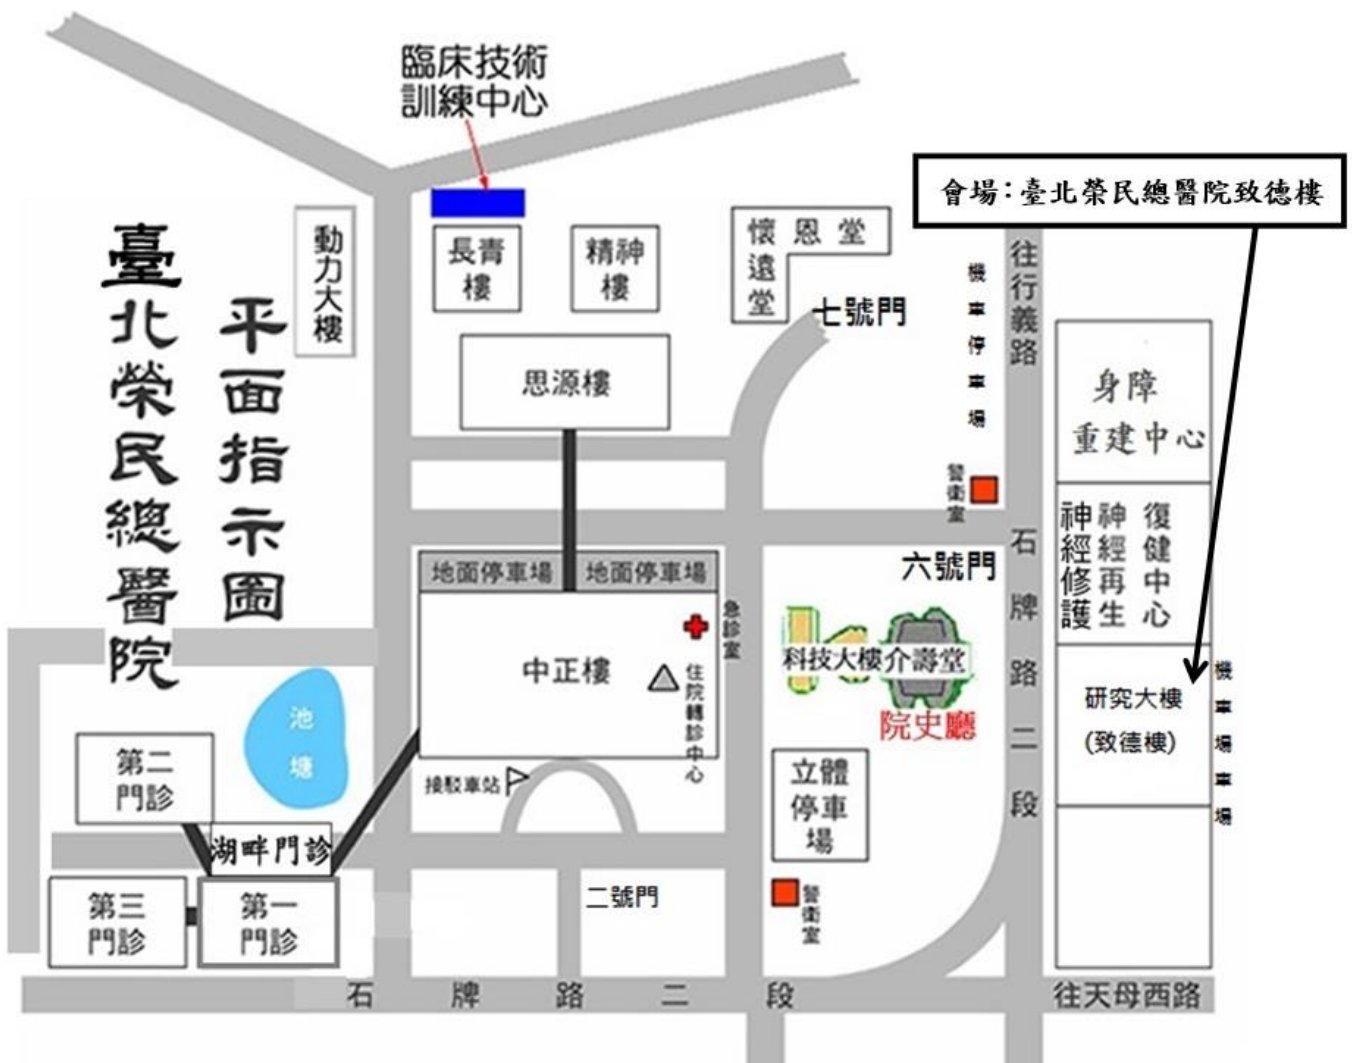 臨床技術
訓練中心
會場：臺北榮民總醫院致德樓
臺北榮民總醫院
平面指示圖
動力大樓
長青
樓
精神
樓
懷恩堂
遠堂
七號門
機車停車場
往行義路
思源樓
身障
重建中心
警衛室
神經修護
神經再生
復健中心
地面停車場
地面停車場
六號門
石牌路二段
急診室
中正樓
住院轉診中心
科技大樓
介壽堂
院史廳
研究大樓
(致德樓)
機車場車場
池塘
第二
門診
接駁車站
立體
停車
場
湖畔門診
第三
門診
第一
門診
二號門
警衛室
石牌路二段
往天母西路